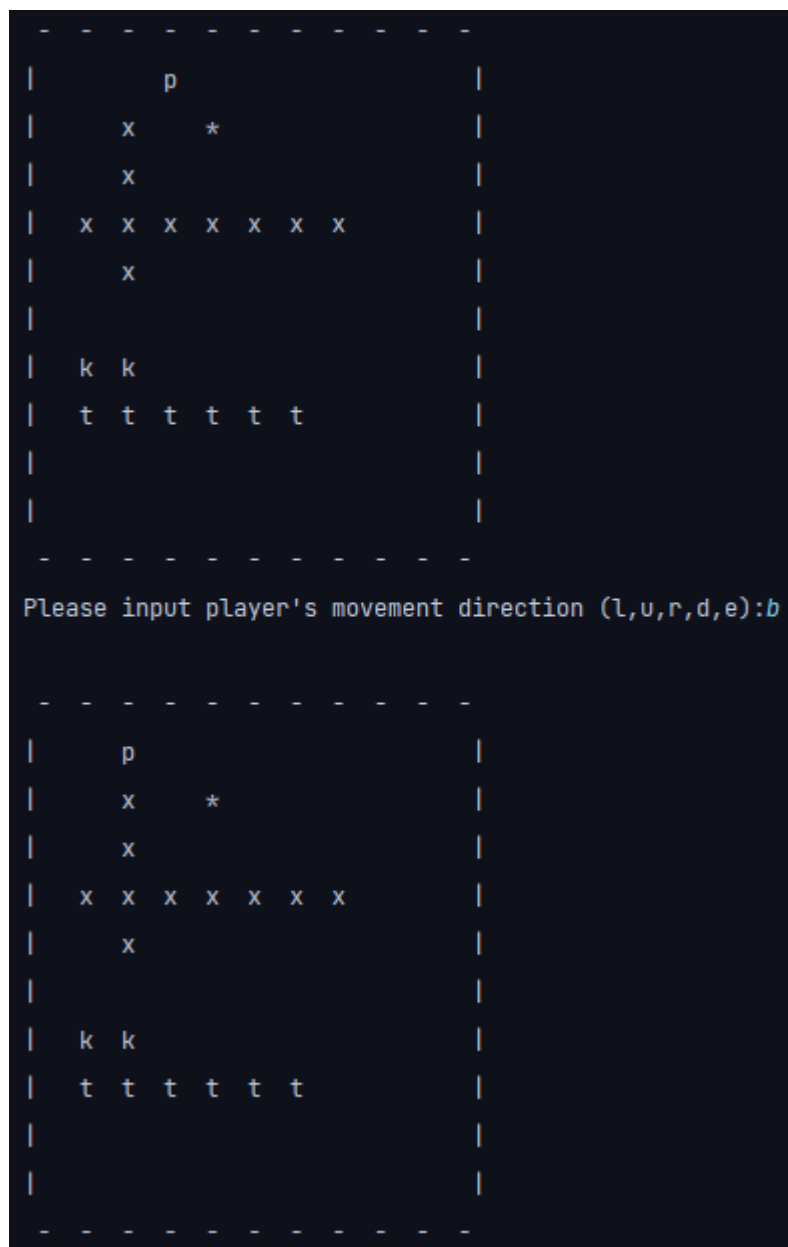 -  -  -  -  -  -  -  -  -  -  -
|         p                     |
|      x     *                  |
|      x                        |
|   x  x  x  x  x  x  x         |
|      x                        |
|                               |
|   k  k                        |
|   t  t  t  t  t  t            |
|                               |
|                               |
 -  -  -  -  -  -  -  -  -  -  -
Please input player's movement direction (l,u,r,d,e):b
 -  -  -  -  -  -  -  -  -  -  -
|      p                        |
|      x     *                  |
|      x                        |
|   x  x  x  x  x  x  x         |
|      x                        |
|                               |
|   k  k                        |
|   t  t  t  t  t  t            |
|                               |
|                               |
 -  -  -  -  -  -  -  -  -  -  -